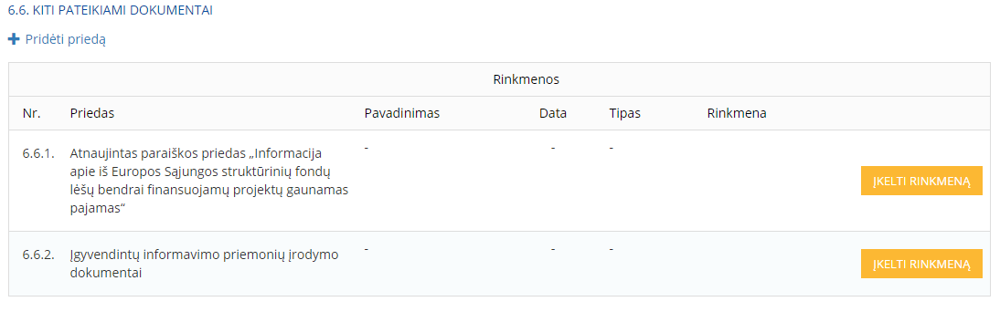 6.6. KITI PATEIKIAMI DOKUMENTAI
Pridėti priedą
Rinkmenos
Nr. Priedas Pavadinimas Data Tipas Rinkmena
6.6.1. Atnaujintas paraiškos priedas „Informacija - - -
apie iš Europos Sąjungos struktūrinių fondų
lėšų bendrai finansuojamų projektų gaunamas
pajamas“
ĮKELTI RINKMENĄ
6.6.2. Įgyvendintų informavimo priemonių įrodymo - - -
dokumentai
ĮKELTI RINKMENĄ